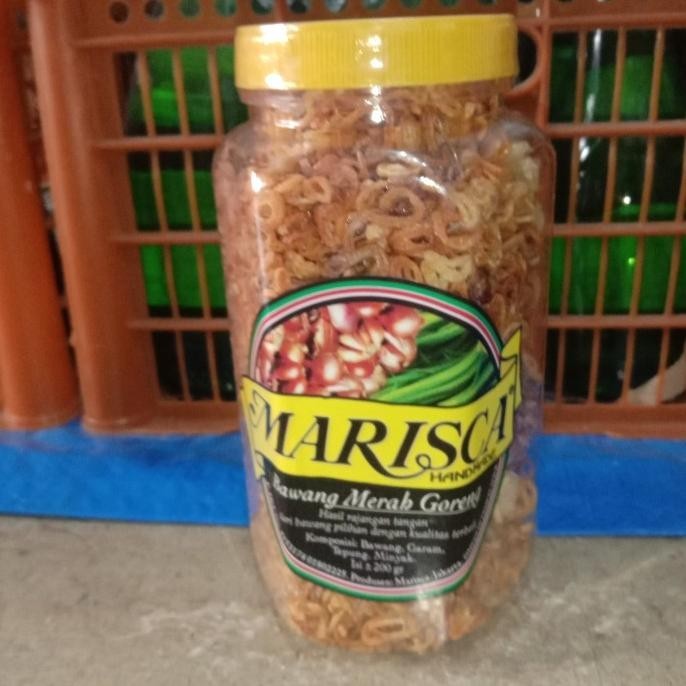 MARISCA
HANDMADE
Bawang Merah Goreng
Hasil rajangan tangan
dari bawang pilihan dengan kualitas terbaik
Komposisi: Bawang, Garam,
Tepung, Minyak.
Isi ± 200 gr
Produsen: Marisca Jakarta